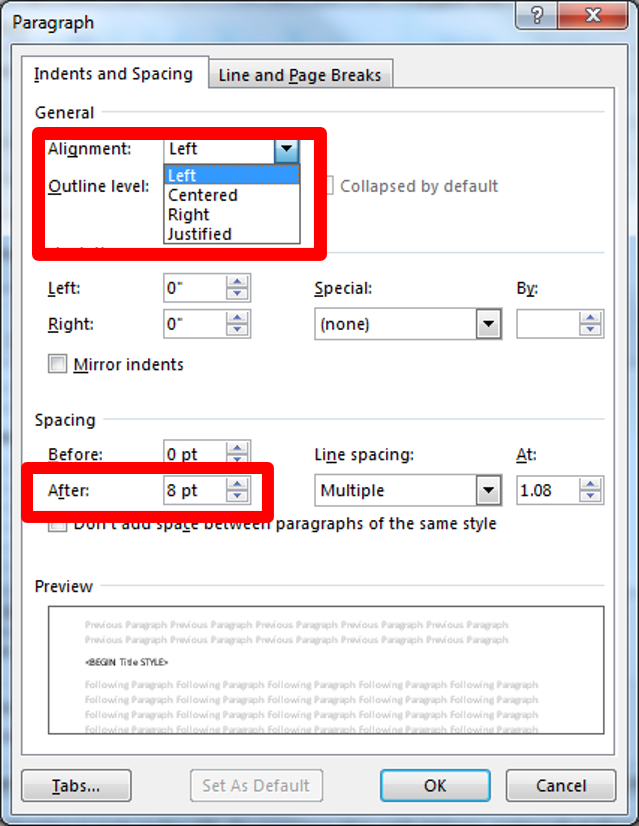 Paragraph
Indents and Spacing Line and Page Breaks
General
Alignment: Left
Outline level: Left Collapsed by default
Centered
Right
Justified
Left: 0" Special: By:
Right: 0" (none)
Mirror indents
Spacing
Before: 0 pt Line spacing: At:
After: 8 pt Multiple 1.08
Don't add space between paragraphs of the same style
Preview
Previous Paragraph Previous Paragraph Previous Paragraph Previous Paragraph Previous Paragraph
Previous Paragraph Previous Paragraph Previous Paragraph Previous Paragraph Previous Paragraph
<BEGIN Title STYLE>
Following Paragraph Following Paragraph Following Paragraph Following Paragraph Following Paragraph
Following Paragraph Following Paragraph Following Paragraph Following Paragraph Following Paragraph
Following Paragraph Following Paragraph Following Paragraph Following Paragraph Following Paragraph
Following Paragraph Following Paragraph Following Paragraph Following Paragraph Following Paragraph
Tabs... Set As Default OK Cancel